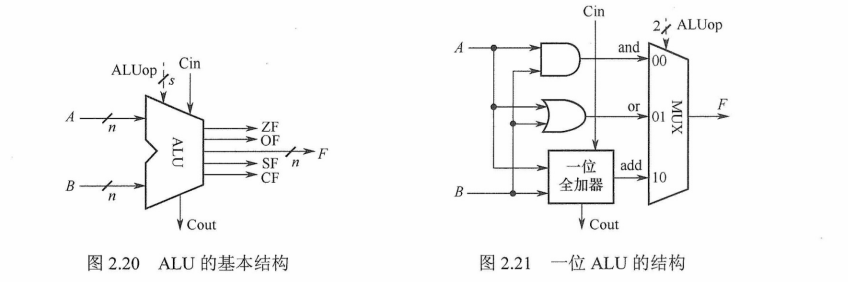 ALUop
s
Cin
A
n
B
n
ALU
ZF
OF
n
F
SF
CF
Cout
图 2.20 ALU 的基本结构
Cin
2
ALUop
A
and
00
or
01
MUX
F
一位
全加器
add
10
B
Cout
图 2.21 一位 ALU 的结构